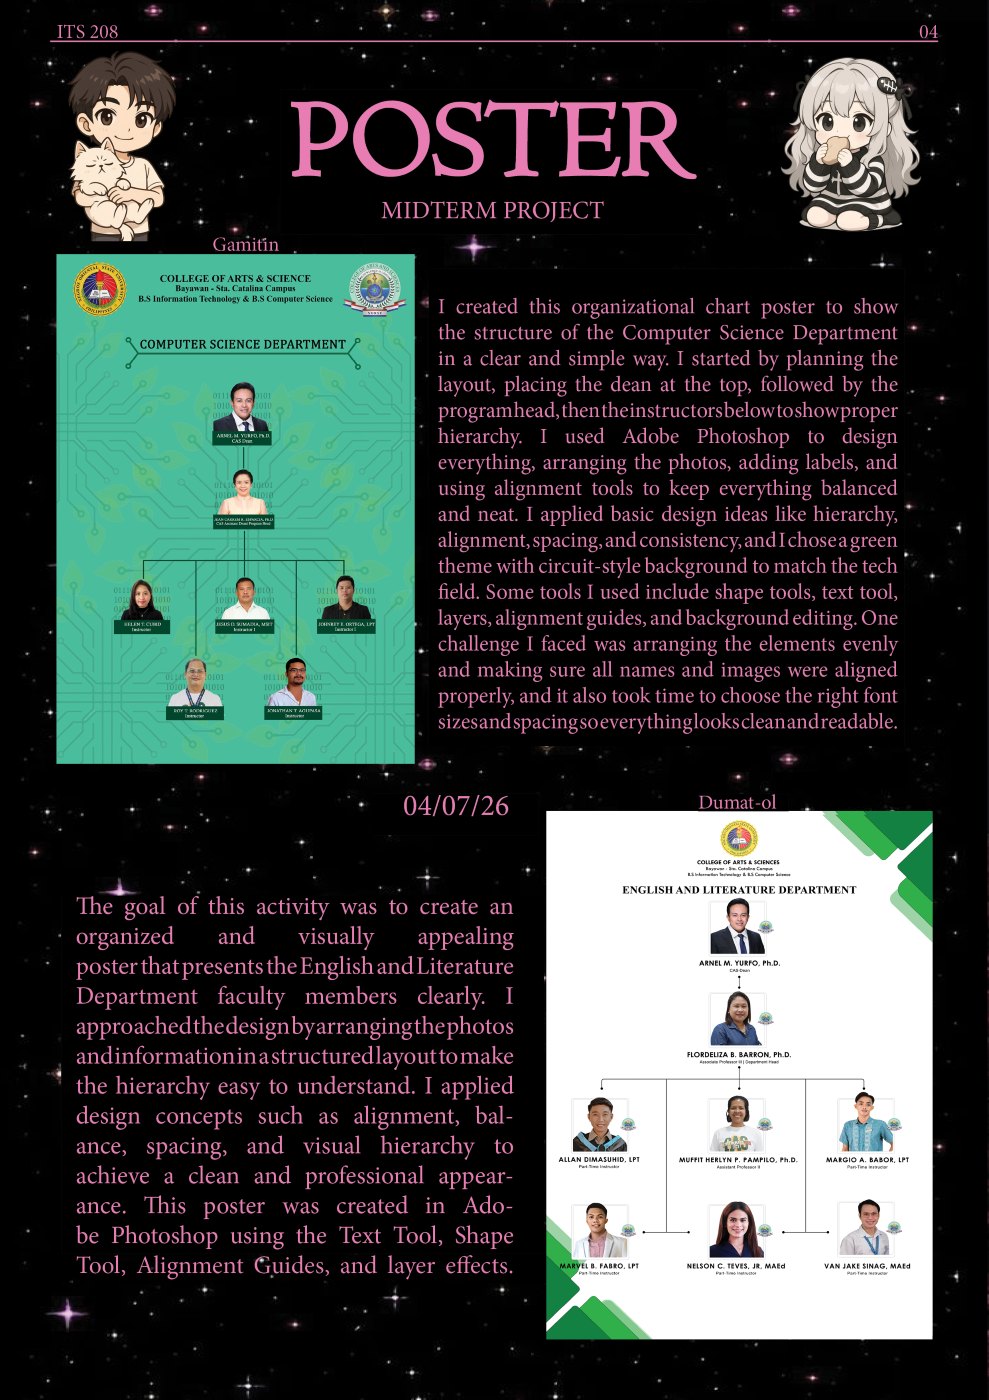 ITS 208
04
POSTER
MIDTERM PROJECT
Gamitin
COLLEGE OF ARTS & SCIENCE
Bayawan - Sta. Catalina Campus
B.S Information Technology & B.S Computer Science
COMPUTER SCIENCE DEPARTMENT
ARNEL M. YURFO, Ph.D.
CAS Dean
HELEN T. CURIO
Instructor
JESUS O. SUMADIA, MSIT
Instructor I
JOHNREY E. ORTEGA, LPT
Instructor I
ROY T. RODRIGUEZ
Instructor
JONATHAN T. AGUPASA
Instructor
I created this organizational chart poster to show
the structure of the Computer Science Department
in a clear and simple way. I started by planning the
layout, placing the dean at the top, followed by the
program head, then the instructors below to show proper
hierarchy. I used Adobe Photoshop to design
everything, arranging the photos, adding labels, and
using alignment tools to keep everything balanced
and neat. I applied basic design ideas like hierarchy,
alignment, spacing, and consistency, and I chose a green
theme with circuit-style background to match the tech
field. Some tools I used include shape tools, text tool,
layers, alignment guides, and background editing. One
challenge I faced was arranging the elements evenly
and making sure all names and images were aligned
properly, and it also took time to choose the right font
sizes and spacing so everything looks clean and readable.
04/07/26
Dumat-ol
The goal of this activity was to create an
organized and visually appealing
poster that presents the English and Literature
Department faculty members clearly. I
approached the design by arranging the photos
and information in a structured layout to make
the hierarchy easy to understand. I applied
design concepts such as alignment, bal-
ance, spacing, and visual hierarchy to
achieve a clean and professional appear-
ance. This poster was created in Ado-
be Photoshop using the Text Tool, Shape
Tool, Alignment Guides, and layer effects.
COLLEGE OF ARTS & SCIENCES
Bayawan - Sta. Catalina Campus
B.S Information Technology & B.S Computer Science
ENGLISH AND LITERATURE DEPARTMENT
ARNEL M. YURFO, Ph.D.
CAS-Dean
FLORDELIZA B. BARRON, Ph.D.
Associate Professor III | Department Head
ALLAN DIMASUHID, LPT
Part-Time Instructor
MUFFIT HERLYN P. PAMPILO, Ph.D.
Assistant Professor II
MARGIO A. BABOR, LPT
Part-Time Instructor
MARVEL B. FABRO, LPT
Part-Time Instructor
NELSON C. TEVES, JR, MAEd
Part-Time Instructor
VAN JAKE SINAG, MAEd
Part-Time Instructor